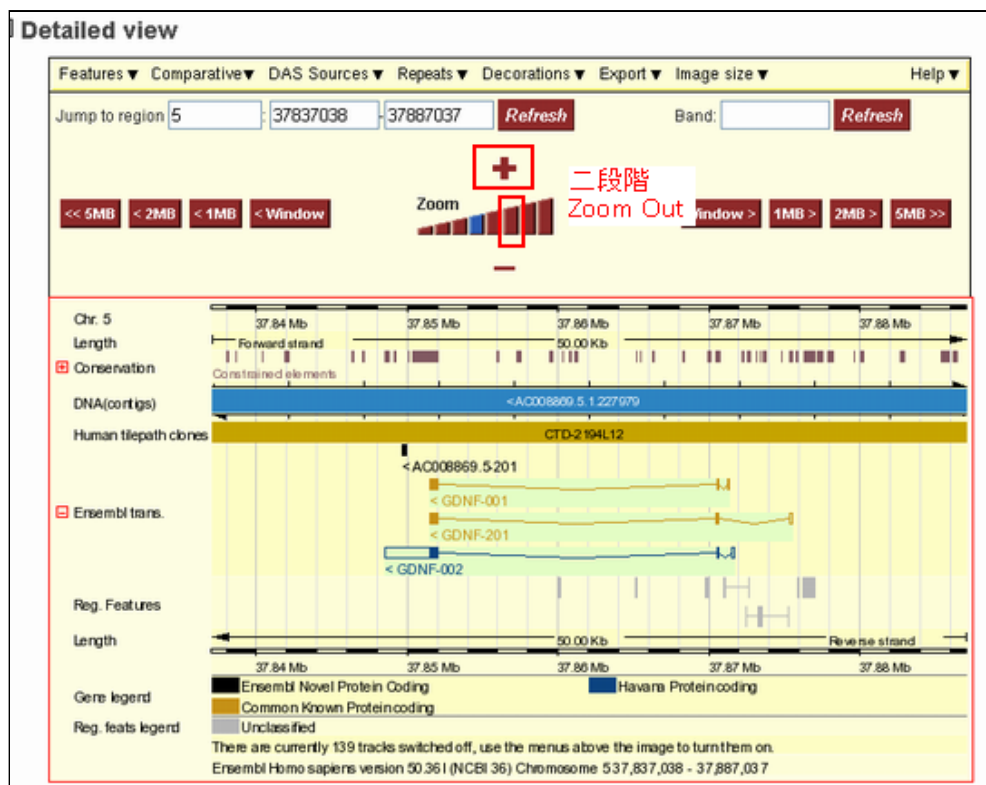 Detailed view
Features ▼ Comparative▼ DAS Sources ▼ Repeats ▼ Decorations ▼ Export ▼ Image size ▼ Help ▼
Jump to region 5 : 37837038 - 37887037 Refresh Band: Refresh
+
二段階
Zoom Out
Zoom
<< 5MB < 2MB < 1MB < Window Window > 1MB > 2MB > 5MB >>
−
Chr. 5
37.84 Mb 37.85 Mb 37.86 Mb 37.87 Mb 37.88 Mb
Length Forward strand 50.00 Kb
Conservation
Constrained elements
DNA(contigs) <AC008869.5.1.227979
Human tilepath clones CTD-2194L12
<AC008869.5-201
< GDNF-001
Ensembl trans.
< GDNF-201
< GDNF-002
Reg. Features
Length 50.00 Kb Reverse strand
37.84 Mb 37.85 Mb 37.86 Mb 37.87 Mb 37.88 Mb
Gene legend
Ensembl Novel Protein Coding Havana Protein coding
Common Known Protein coding
Reg. feats legend Unclassified
There are currently 139 tracks switched off, use the menus above the image to turn them on.
Ensembl Homo sapiens version 50.36l (NCBI 36) Chromosome 5 37,837,038 - 37,887,037